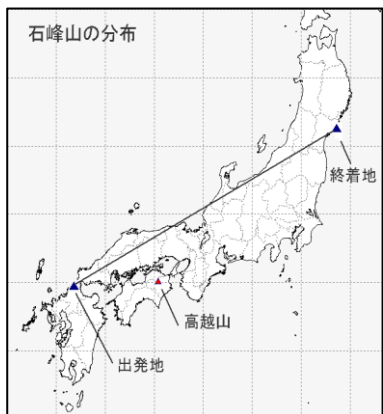 石峰山の分布
終着地
高越山
出発地